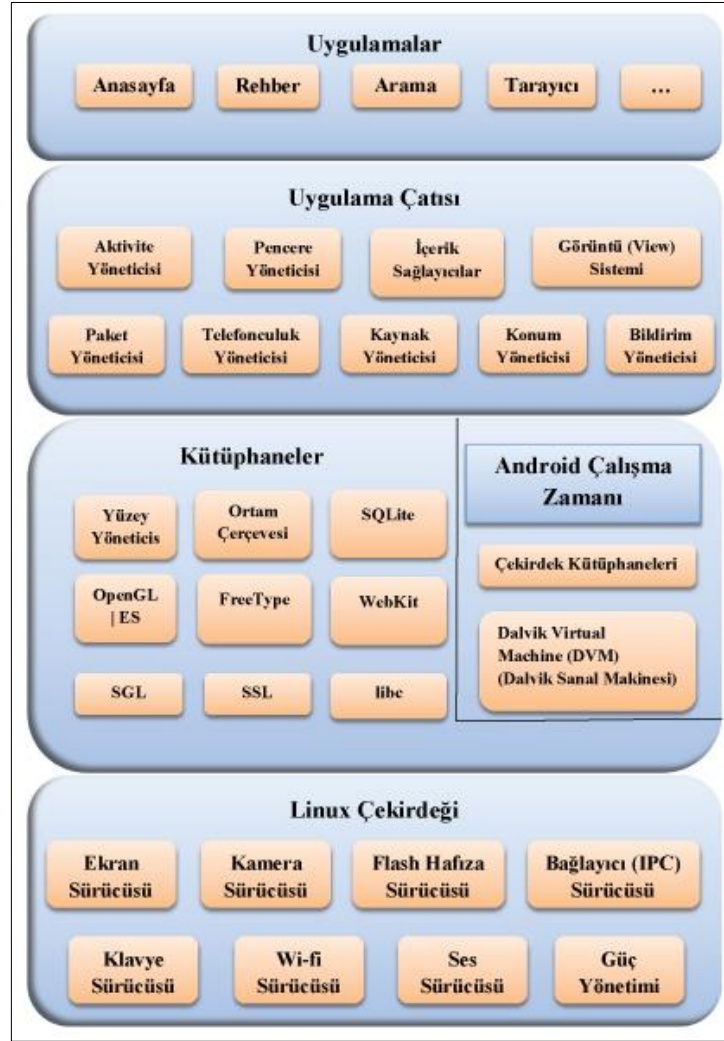 Uygulamalar
Anasayfa
Rehber
Arama
Tarayıcı
...
Uygulama Çatısı
Aktivite
Yöneticisi
Pencere
Yöneticisi
İçerik
Sağlayıcılar
Görüntü (View)
Sistemi
Paket
Yöneticisi
Telefonculuk
Yöneticisi
Kaynak
Yöneticisi
Konum
Yöneticisi
Bildirim
Yöneticisi
Kütüphaneler
Yüzey
Yöneticis
Ortam
Çerçevesi
SQLite
OpenGL
| ES
FreeType
WebKit
SGL
SSL
libc
Android Çalışma
Zamanı
Çekirdek Kütüphaneleri
Dalvik Virtual
Machine (DVM)
(Dalvik Sanal Makinesi)
Linux Çekirdeği
Ekran
Sürücüsü
Kamera
Sürücüsü
Flash Hafıza
Sürücüsü
Bağlayıcı (IPC)
Sürücüsü
Klavye
Sürücüsü
Wi-fi
Sürücüsü
Ses
Sürücüsü
Güç
Yönetimi